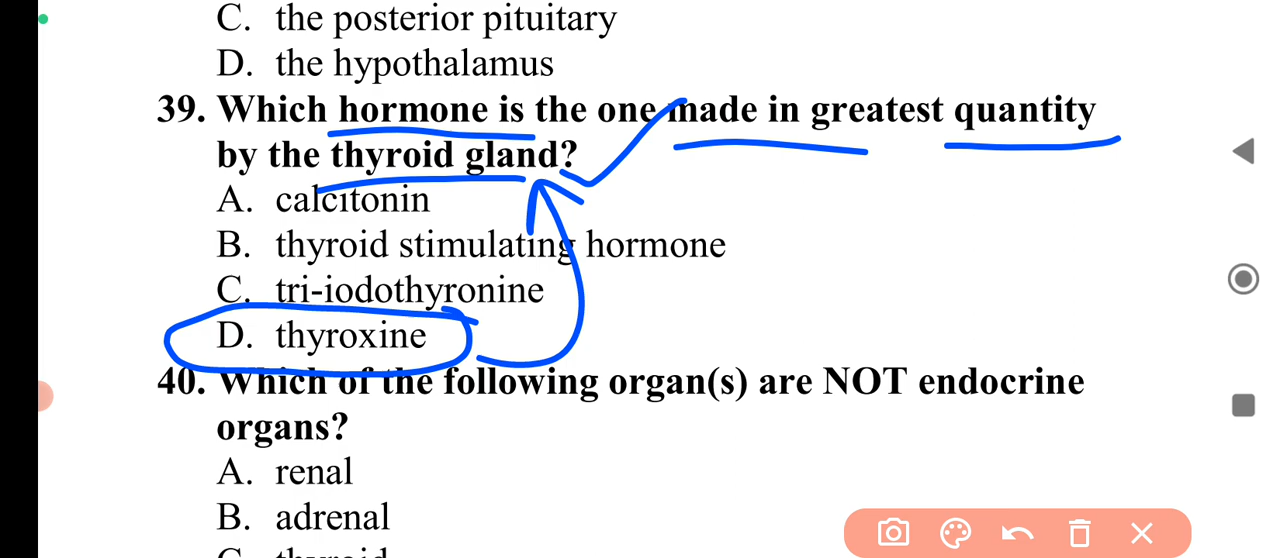 C. the posterior pituitary
D. the hypothalamus
39. Which hormone is the one made in greatest quantity
by the thyroid gland?
A. calcitonin
B. thyroid stimulating hormone
C. tri-iodothyronine
D. thyroxine
40. Which of the following organ(s) are NOT endocrine
organs?
A. renal
B. adrenal
C. thyroid